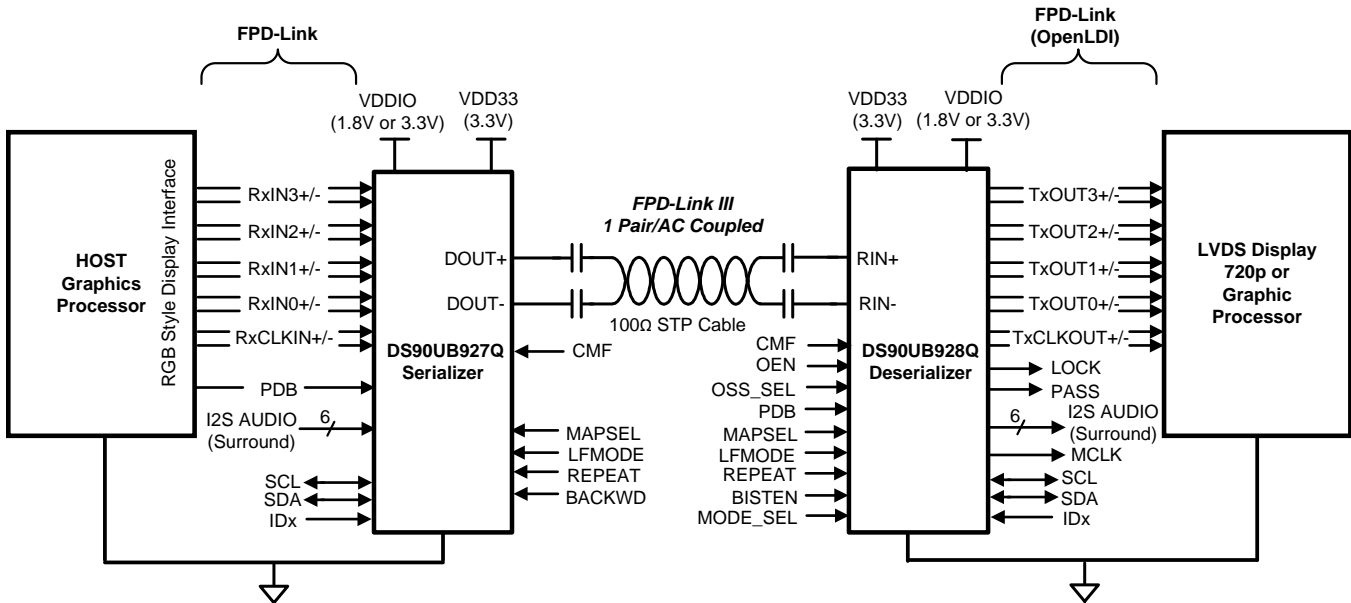 FPD-Link
FPD-Link
(OpenLDI)
VDDIO
(1.8V or 3.3V)
VDD33
(3.3V)
VDD33
(3.3V)
VDDIO
(1.8V or 3.3V)
HOST
Graphics
Processor
RGB Style Display Interface
RxIN3+/-
RxIN2+/-
RxIN1+/-
RxIN0+/-
RxCLKIN+/-
PDB
I2S AUDIO
(Surround)
6
SCL
SDA
IDx
DOUT+
DOUT-
DS90UB927Q
Serializer
CMF
MAPSEL
LFMODE
REPEAT
BACKWD
FPD-Link III
1 Pair/AC Coupled
100Ω STP Cable
RIN+
RIN-
DS90UB928Q
Deserializer
CMF
OEN
OSS_SEL
PDB
MAPSEL
LFMODE
REPEAT
BISTEN
MODE_SEL
TxOUT3+/-
TxOUT2+/-
TxOUT1+/-
TxOUT0+/-
TxCLKOUT+/-
LOCK
PASS
6
I2S AUDIO
(Surround)
MCLK
SCL
SDA
IDx
LVDS Display
720p or
Graphic
Processor